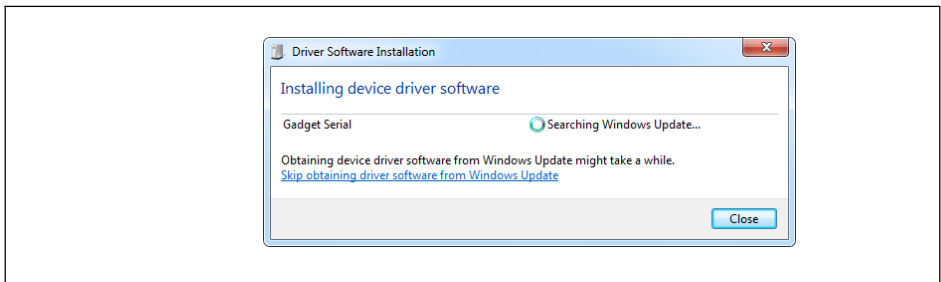 Driver Software Installation
Installing device driver software
Gadget Serial Searching Windows Update...
Obtaining device driver software from Windows Update might take a while.
Skip obtaining driver software from Windows Update
Close